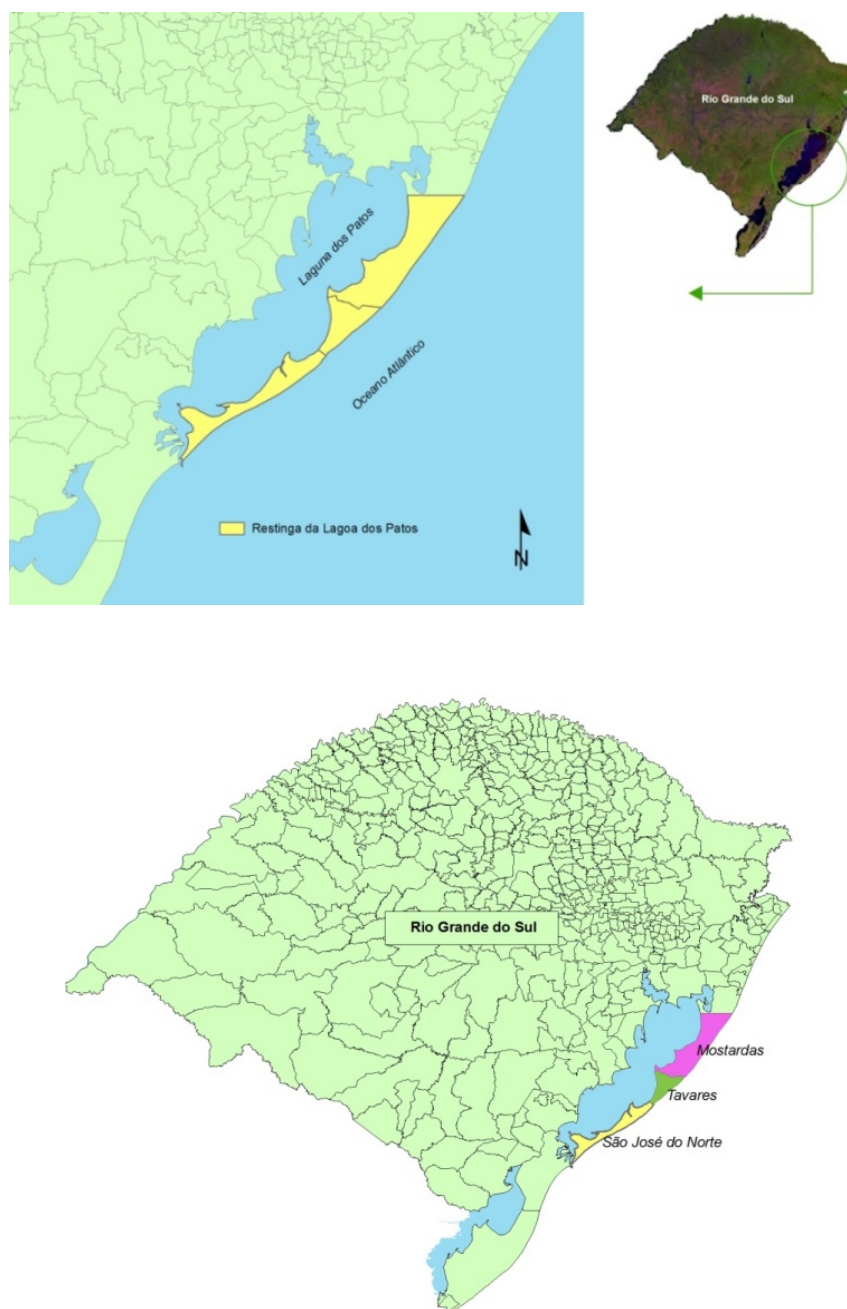 Rio Grande do Sul
Laguna dos Patos
Oceano Atlântico
Restinga da Lagoa dos Patos
N
Rio Grande do Sul
Mostardas
Tavares
São José do Norte